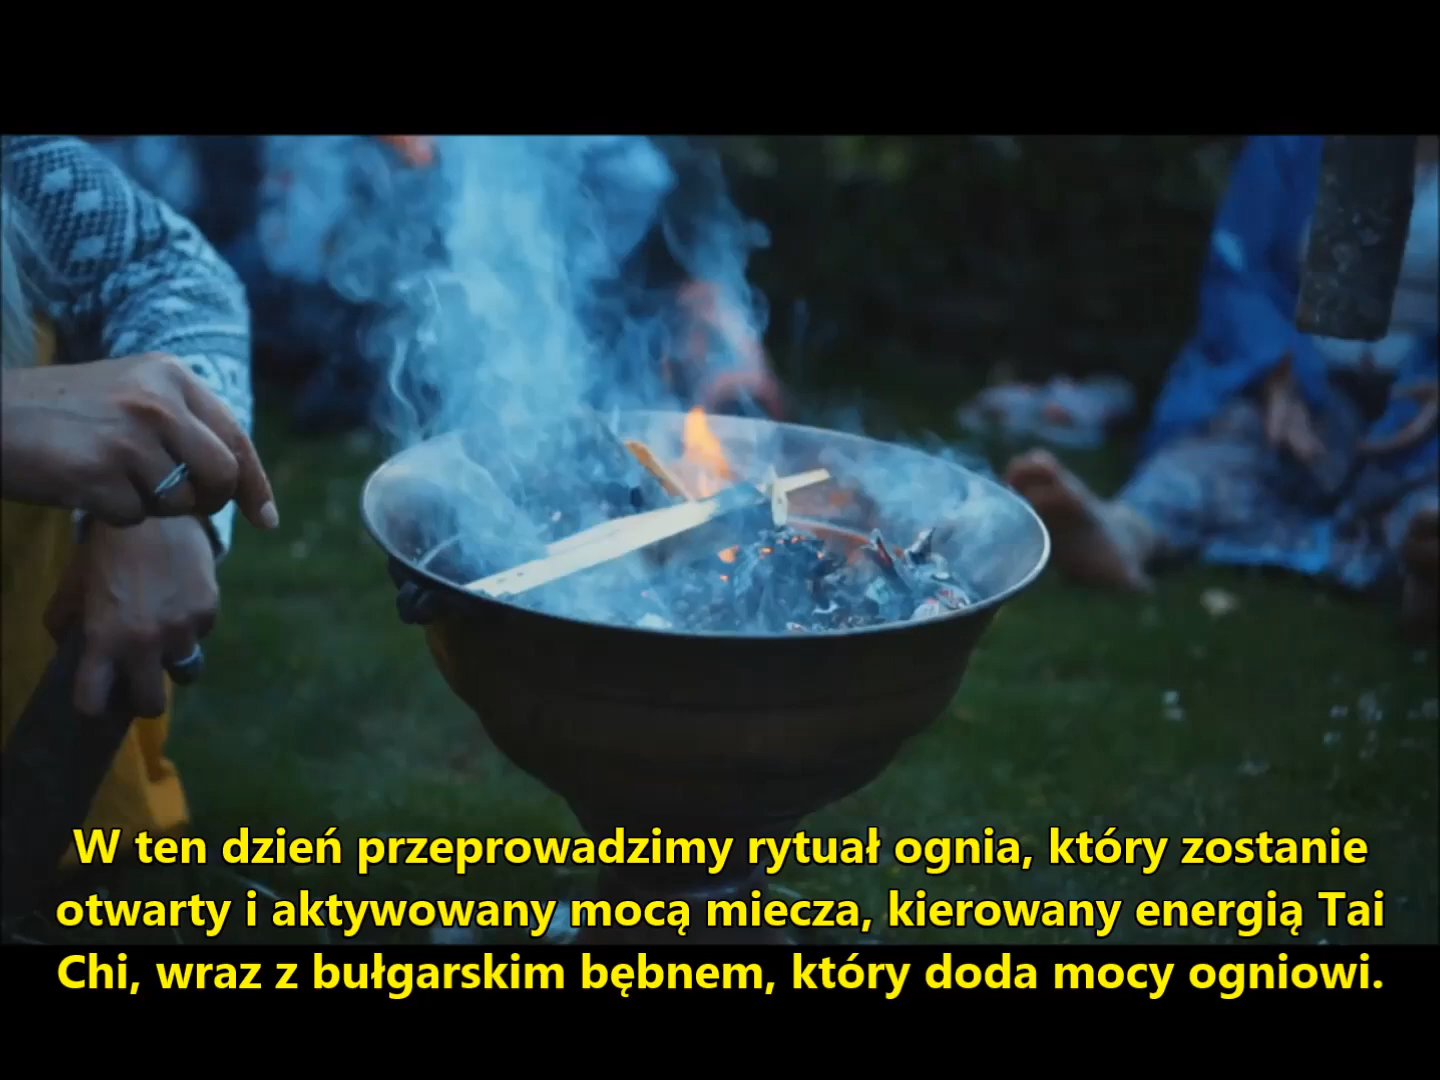 W ten dzień przeprowadzimy rytuał ognia, który zostanie
otwarty i aktywowany mocą miecza, kierowany energią Tai
Chi, wraz z bułgarskim bębnem, który doda mocy ogniowi.